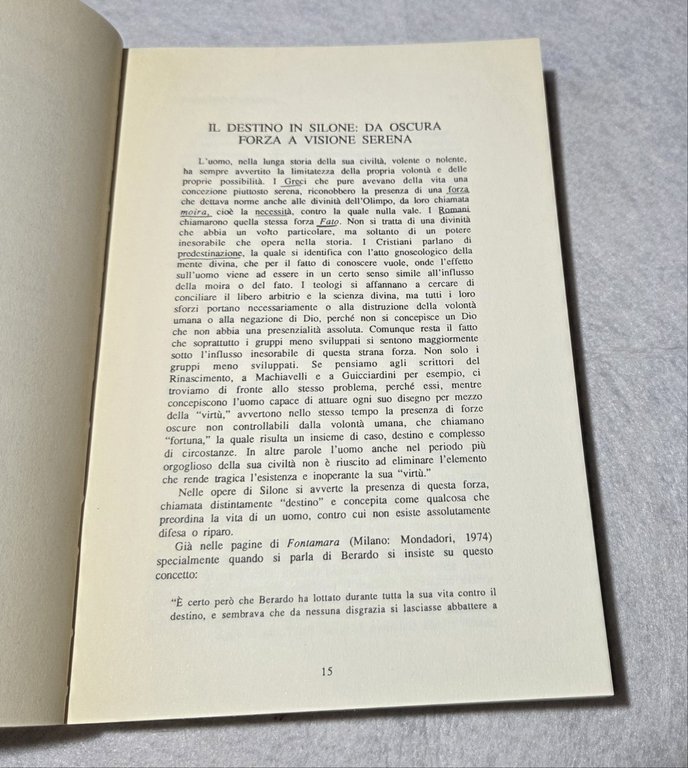 IL DESTINO IN SILONE: DA OSCURA
FORZA A VISIONE SERENA
L'uomo, nella lunga storia della sua civiltà, volente o nolente,
ha sempre avvertito la limitatezza della propria volontà e delle
proprie possibilità. I Greci che pure avevano della vita una
concezione piuttosto serena, riconobbero la presenza di una forza
che dettava norme anche alle divinità dell'Olimpo, da loro chiamata
moira, cioè la necessità, contro la quale nulla vale. I Romani
chiamarono quella stessa forza Fato. Non si tratta di una divinità
che abbia un volto particolare, ma soltanto di un potere
inesorabile che opera nella storia. I Cristiani parlano di
predestinazione, la quale si identifica con l'atto gnoseologico della
mente divina, che per il fatto di conoscere vuole, onde l'effetto
sull'uomo viene ad essere in un certo senso simile all'influsso
della moira o del fato. I teologi si affannano a cercare di
conciliare il libero arbitrio e la scienza divina, ma tutti i loro
sforzi portano necessariamente o alla distruzione della volontà
umana o alla negazione di Dio, perché non si concepisce un Dio
che non abbia una presenzialità assoluta. Comunque resta il fatto
che soprattutto i gruppi meno sviluppati si sentono maggiormente
sotto l'influsso inesorabile di questa strana forza. Non solo i
gruppi meno sviluppati. Se pensiamo agli scrittori del
Rinascimento, a Machiavelli e a Guicciardini per esempio, ci
troviamo di fronte allo stesso problema, perché essi, mentre
concepiscono l'uomo capace di attuare ogni suo disegno per mezzo
della "virtù," avvertono nello stesso tempo la presenza di forze
oscure non controllabili dalla volontà umana, che chiamano
"fortuna," la quale risulta un insieme di caso, destino e complesso
di circostanze. In altre parole l'uomo anche nel periodo più
orgoglioso della sua civiltà non è riuscito ad eliminare l'elemento
che rende tragica l'esistenza e inoperante la sua "virtù."
Nelle opere di Silone si avverte la presenza di questa forza,
chiamata distintamente "destino" e concepita come qualcosa che
preordina la vita di un uomo, contro cui non esiste assolutamente
difesa o riparo.
Già nelle pagine di Fontamara (Milano: Mondadori, 1974)
specialmente quando si parla di Berardo si insiste su questo
concetto:
"È certo però che Berardo ha lottato durante tutta la sua vita contro il
destino, e sembrava che da nessuna disgrazia si lasciasse abbattere a
15